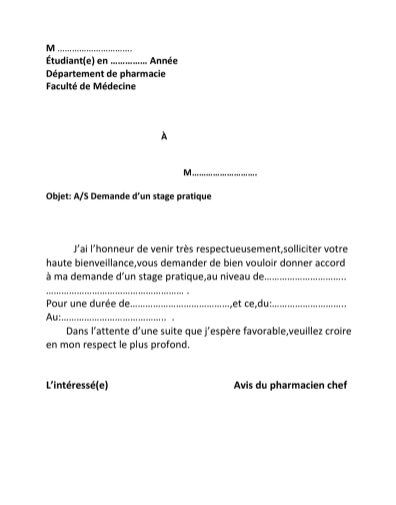 M ................................
Étudiant(e) en ............... Année
Département de pharmacie
Faculté de Médecine
À
M............................
Objet: A/S Demande d'un stage pratique
J'ai l'honneur de venir très respectueusement,solliciter votre
haute bienveillance,vous demander de bien vouloir donner accord
à ma demande d'un stage pratique,au niveau de..............................
.................................................... .
Pour une durée de.....................................,et ce,du:...........................
Au:....................................... .
Dans l'attente d'une suite que j'espère favorable,veuillez croire
en mon respect le plus profond.
L'intéressé(e) Avis du pharmacien chef